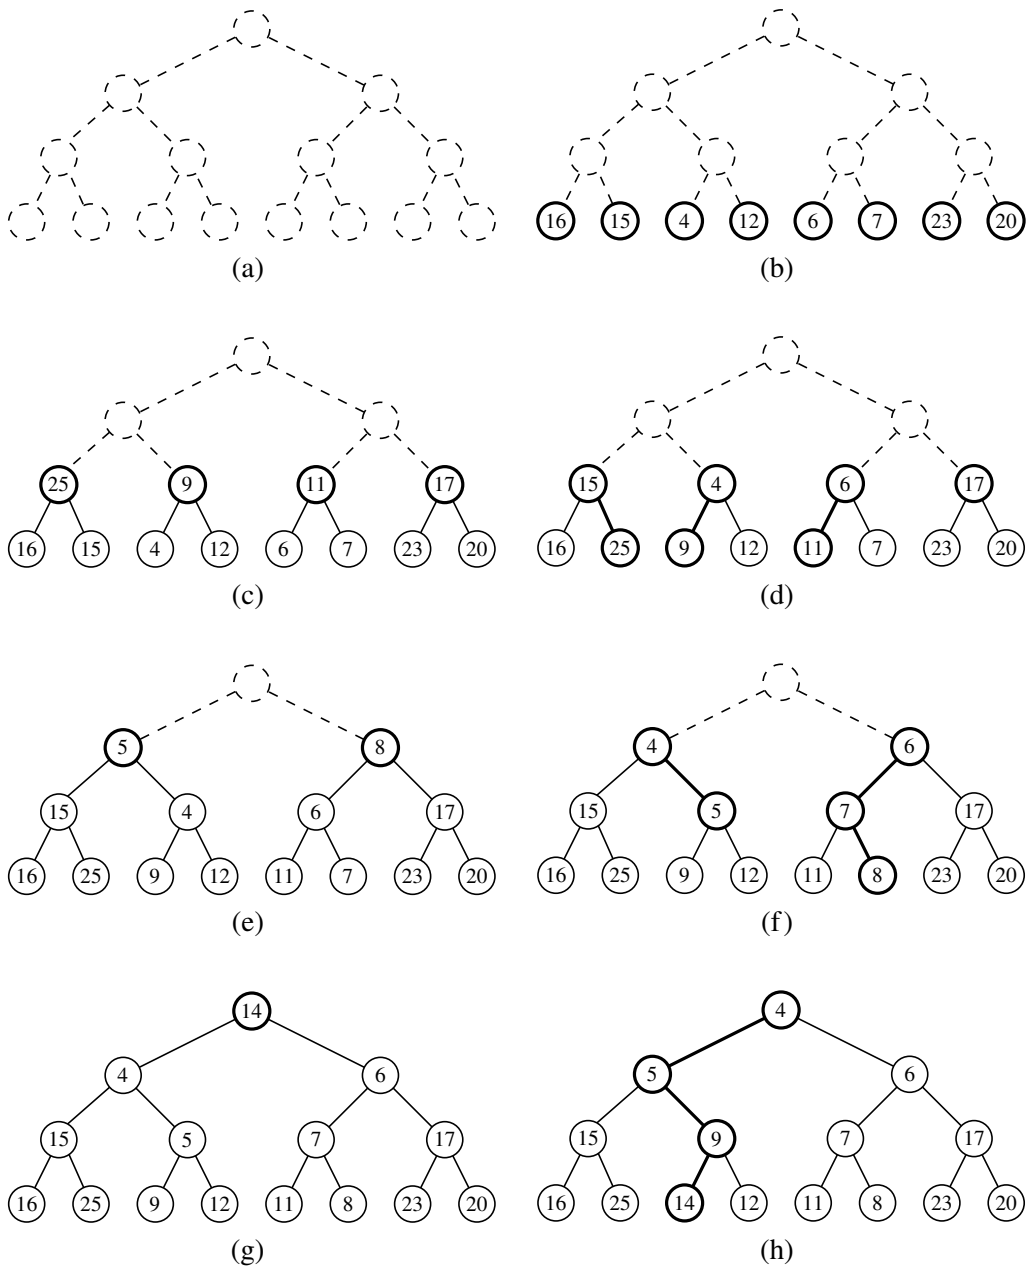 16 15 4 12 6 7 23 20
(a) (b)
25 9 11 17 15 4 6 17
16 15 4 12 6 7 23 20 16 25 9 12 11 7 23 20
(c) (d)
5 8 4 6
15 4 6 17 15 5 7 17
16 25 9 12 11 7 23 20 16 25 9 12 11 8 23 20
(e) (f)
14 4
4 6 5 6
15 5 7 17 15 9 7 17
16 25 9 12 11 8 23 20 16 25 14 12 11 8 23 20
(g) (h)